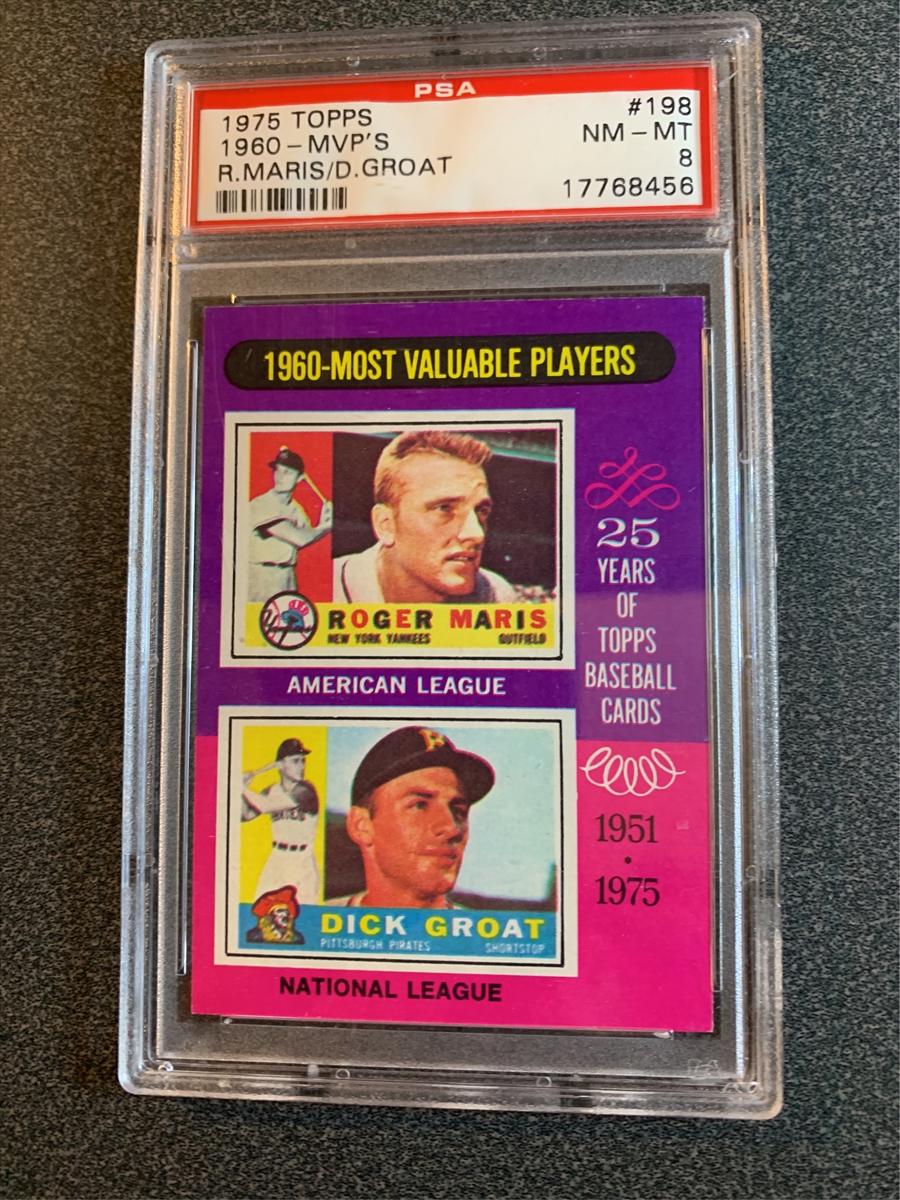 PSA
1975 TOPPS #198
1960-MVP'S NM-MT
R.MARIS/D.GROAT 8
17768456
1960-MOST VALUABLE PLAYERS
ROGER MARIS
NEW YORK YANKEES OUTFIELD
AMERICAN LEAGUE
25
YEARS
OF
TOPPS
BASEBALL
CARDS
DICK GROAT
PITTSBURGH PIRATES SHORTSTOP
NATIONAL LEAGUE
1951
•
1975